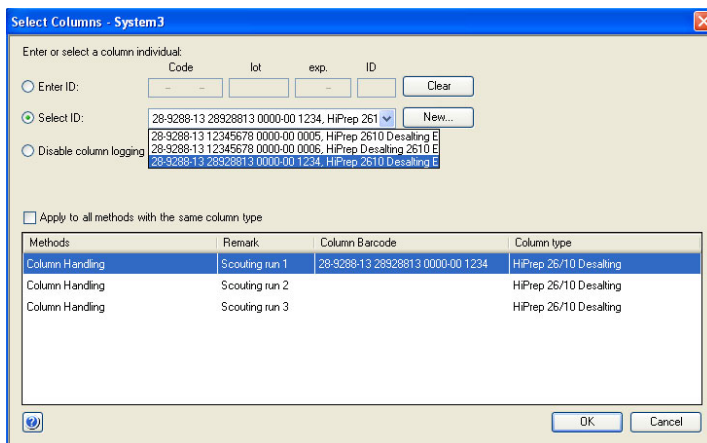 Select Columns - System3
Enter or select a column individual:
Code lot exp. ID
Enter ID: - - - Clear
Select ID: 28-9288-13 28928813 0000-00 1234, HiPrep 261 New...
28-9288-13 12345678 0000-00 0005, HiPrep 2610 Desalting E
Disable column logging 28-9288-13 12345678 0000-00 0006, HiPrep Desalting 2610 E
28-9288-13 28928813 0000-00 1234, HiPrep 2610 Desalting E
Apply to all methods with the same column type
Methods Remark Column Barcode Column type
Column Handling Scouting run 1 28-9288-13 28928813 0000-00 1234 HiPrep 26/10 Desalting
Column Handling Scouting run 2 HiPrep 26/10 Desalting
Column Handling Scouting run 3 HiPrep 26/10 Desalting
OK Cancel